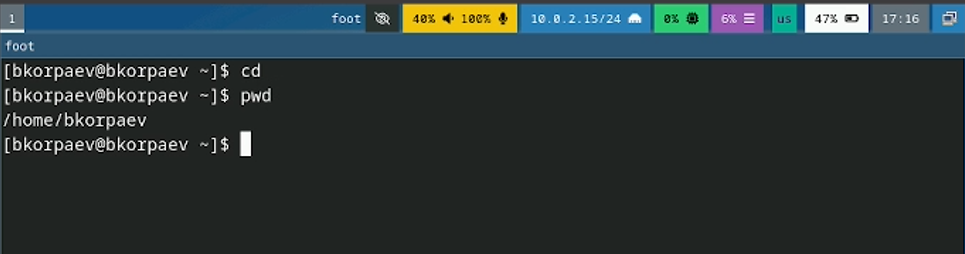 1 foot 40% 100% 10.0.2.15/24 0% 6% us 47% 17:16
foot
[bkorpaev@bkorpaev ~]$ cd
[bkorpaev@bkorpaev ~]$ pwd
/home/bkorpaev
[bkorpaev@bkorpaev ~]$